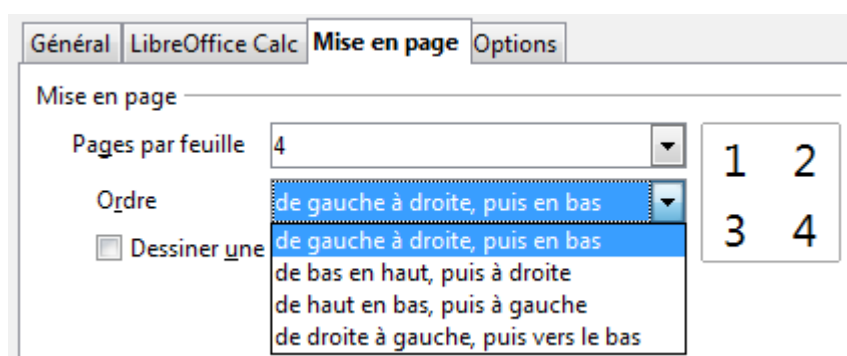 Général LibreOffice Calc Mise en page Options
Mise en page
Pages par feuille 4
1 2
Ordre de gauche à droite, puis en bas
3 4
Dessiner une de gauche à droite, puis en bas
de bas en haut, puis à droite
de haut en bas, puis à gauche
de droite à gauche, puis vers le bas